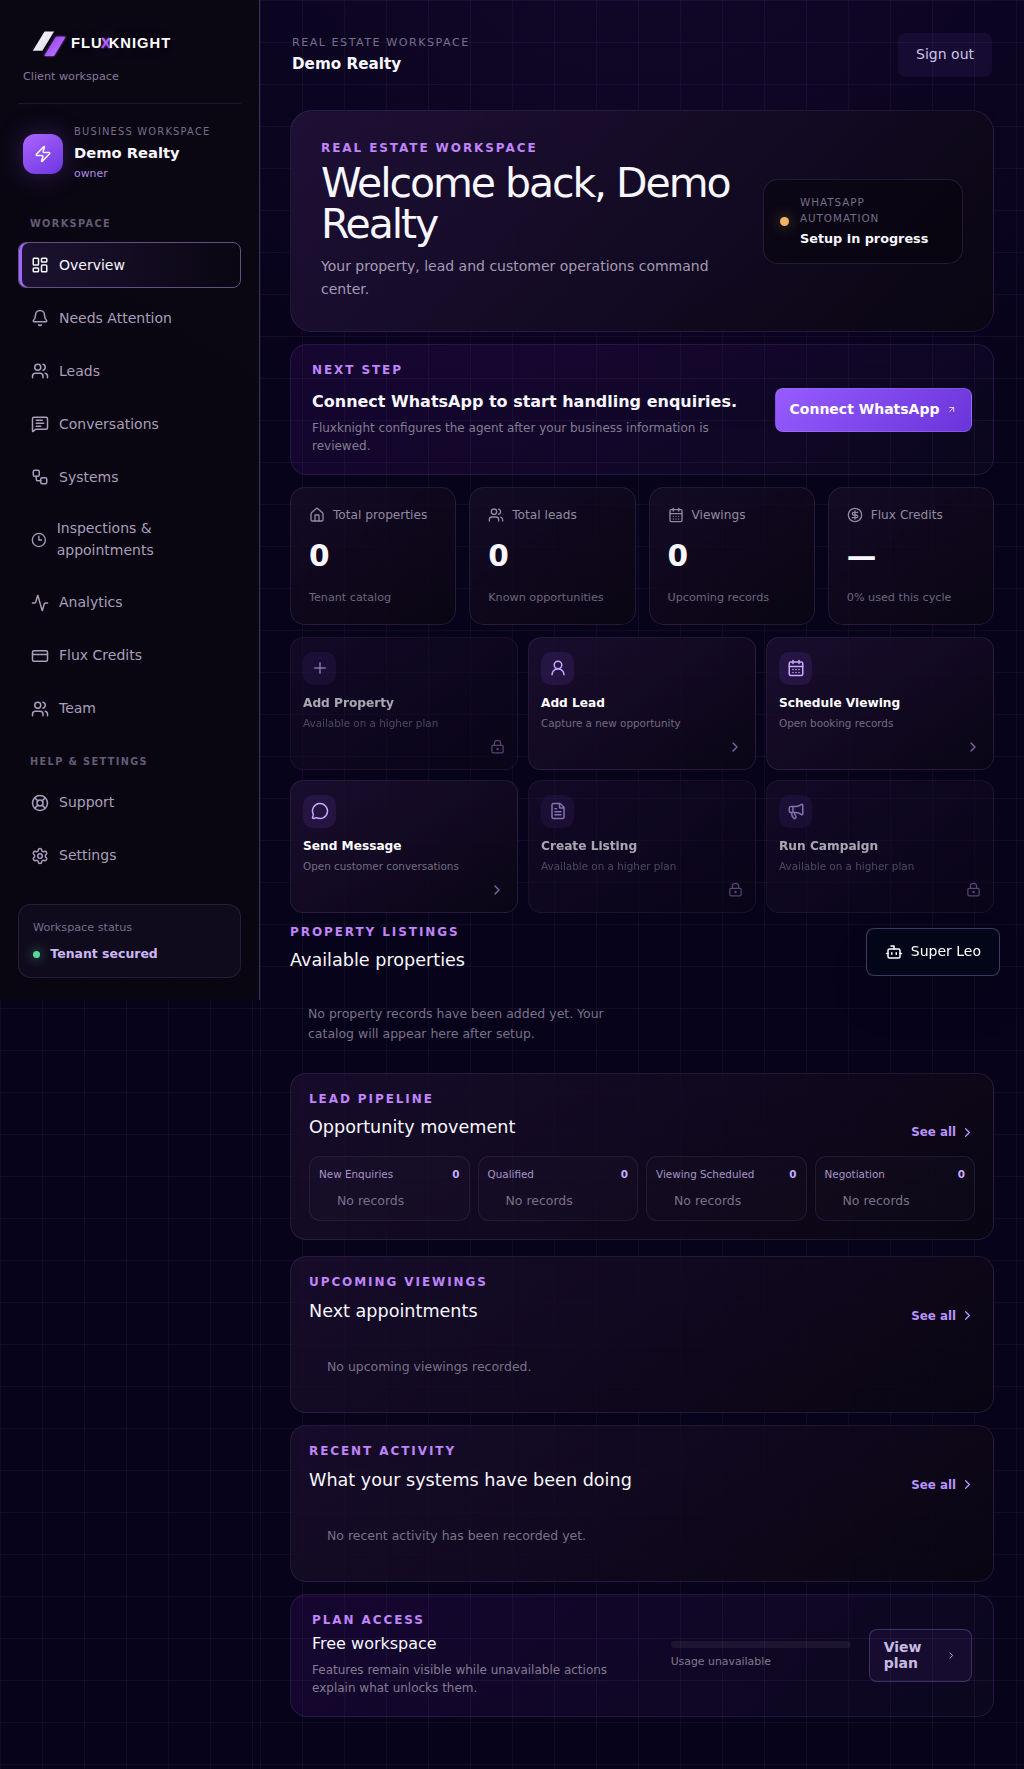 FLUXKNIGHT
Client workspace
BUSINESS WORKSPACE
Demo Realty
owner
WORKSPACE
Overview
Needs Attention
Leads
Conversations
Systems
Inspections &
appointments
Analytics
Flux Credits
Team
HELP & SETTINGS
Support
Settings
Workspace status
Tenant secured
REAL ESTATE WORKSPACE
Demo Realty
Sign out
REAL ESTATE WORKSPACE
Welcome back, Demo
Realty
Your property, lead and customer operations command
center.
WHATSAPP
AUTOMATION
Setup in progress
NEXT STEP
Connect WhatsApp to start handling enquiries.
Fluxknight configures the agent after your business information is
reviewed.
Connect WhatsApp
Total properties
0
Tenant catalog
Total leads
0
Known opportunities
Viewings
0
Upcoming records
Flux Credits
—
0% used this cycle
Add Property
Available on a higher plan
Add Lead
Capture a new opportunity
Schedule Viewing
Open booking records
Send Message
Open customer conversations
Create Listing
Available on a higher plan
Run Campaign
Available on a higher plan
PROPERTY LISTINGS
Available properties
Super Leo
No property records have been added yet. Your
catalog will appear here after setup.
LEAD PIPELINE
Opportunity movement
See all
New Enquiries 0
No records
Qualified 0
No records
Viewing Scheduled 0
No records
Negotiation 0
No records
UPCOMING VIEWINGS
Next appointments
See all
No upcoming viewings recorded.
RECENT ACTIVITY
What your systems have been doing
See all
No recent activity has been recorded yet.
PLAN ACCESS
Free workspace
Features remain visible while unavailable actions
explain what unlocks them.
Usage unavailable
View
plan